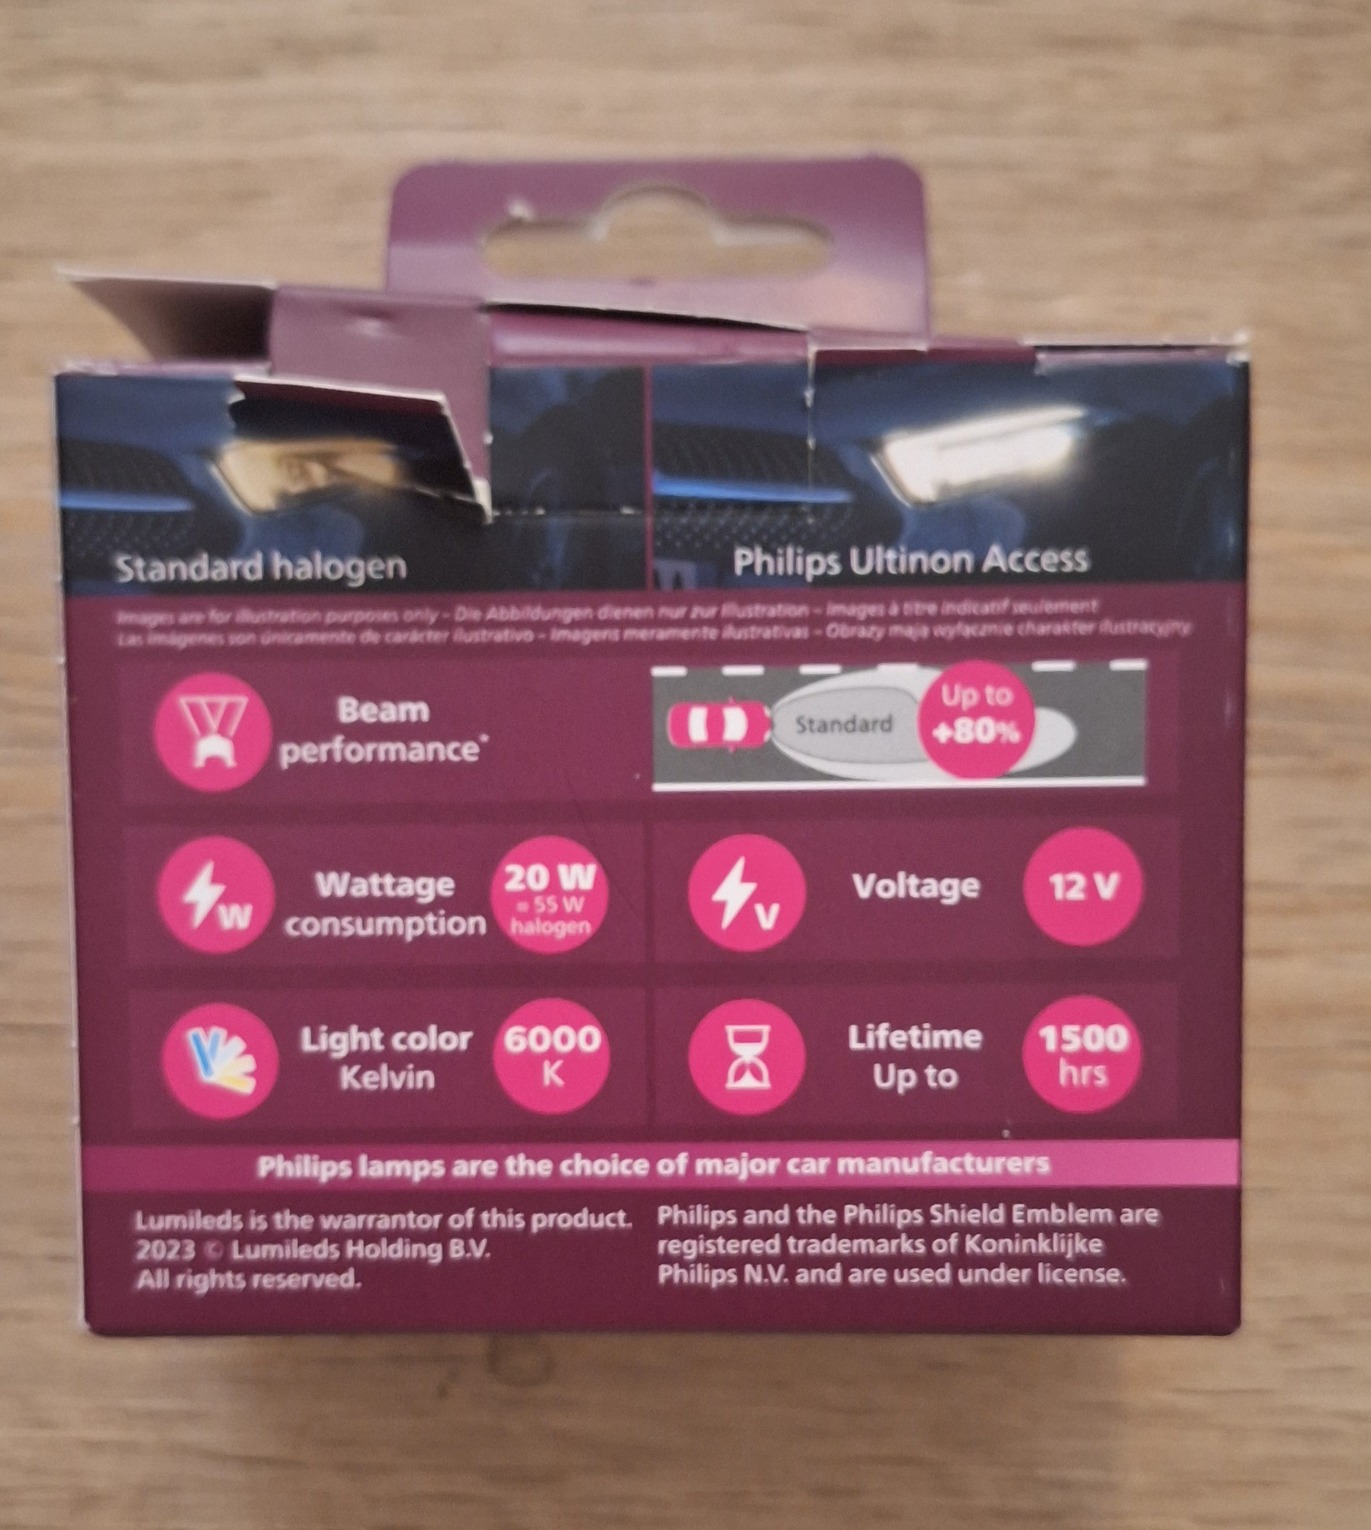 Standard halogen
Philips Ultinon Access
Images are for illustration purposes only – Die Abbildungen dienen nur zur Illustration – Images à titre indicatif seulement
Las imágenes son únicamente de carácter ilustrativo – Imagens meramente ilustrativas – Obrazy mają wyłącznie charakter ilustracyjny
Beam
performance*
Standard
Up to
+80%
Wattage
consumption
20 W
= 55 W
halogen
W
V
Voltage
12 V
Light color
Kelvin
6000
K
Lifetime
Up to
1500
hrs
Philips lamps are the choice of major car manufacturers
Lumileds is the warrantor of this product.
2023 © Lumileds Holding B.V.
All rights reserved.
Philips and the Philips Shield Emblem are
registered trademarks of Koninklijke
Philips N.V. and are used under license.